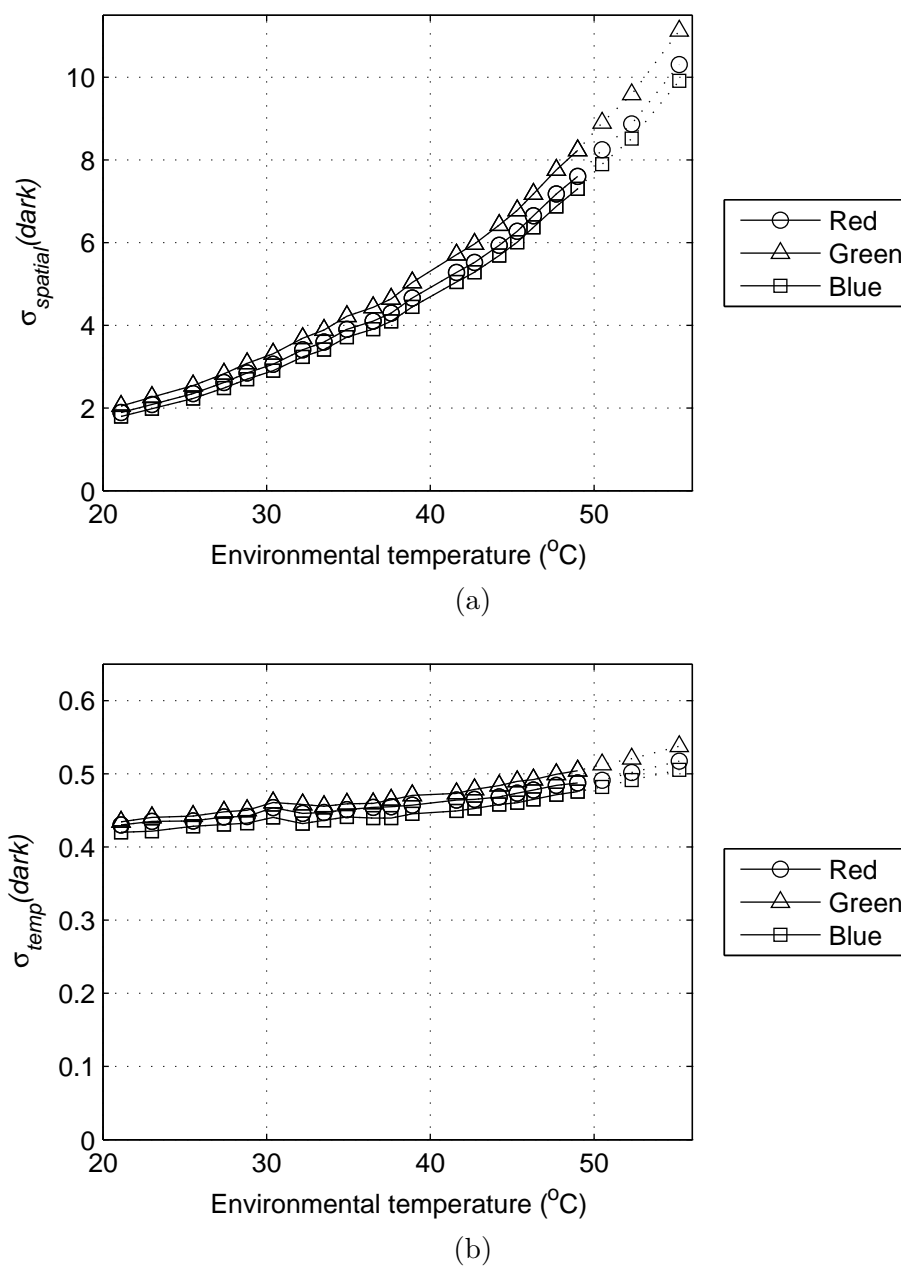 10
8
6
4
2
0
20 30 40 50
σspatial(dark)
Environmental temperature (°C)
Red
Green
Blue
(a)
0.6
0.5
0.4
0.3
0.2
0.1
0
20 30 40 50
σtemp(dark)
Environmental temperature (°C)
Red
Green
Blue
(b)